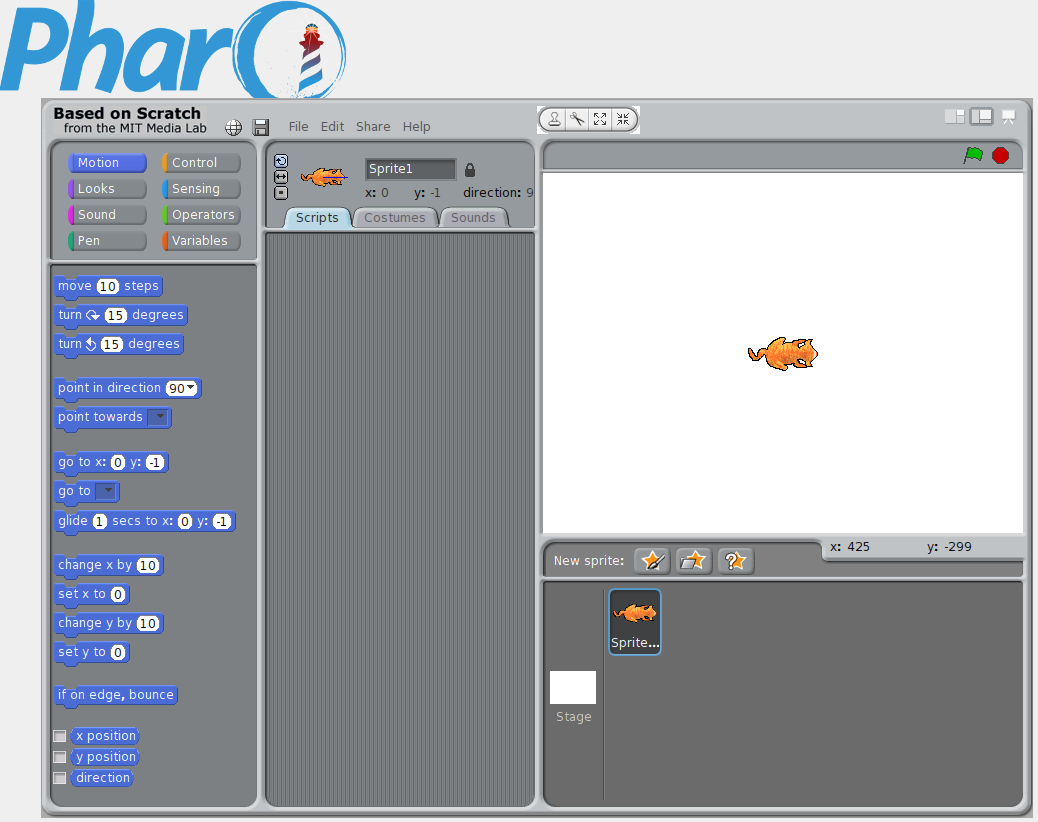 Pharo
Based on Scratch
from the MIT Media Lab
File Edit Share Help
Motion Control
Looks Sensing
Sound Operators
Pen Variables
Sprite1
x: 0 y: -1 direction: 9
Scripts Costumes Sounds
move 10 steps
turn 15 degrees
turn 15 degrees
point in direction 90
point towards
go to x: 0 y: -1
go to
glide 1 secs to x: 0 y: -1
change x by 10
set x to 0
change y by 10
set y to 0
if on edge, bounce
x position
y position
direction
x: 425 y: -299
New sprite:
Sprite...
Stage